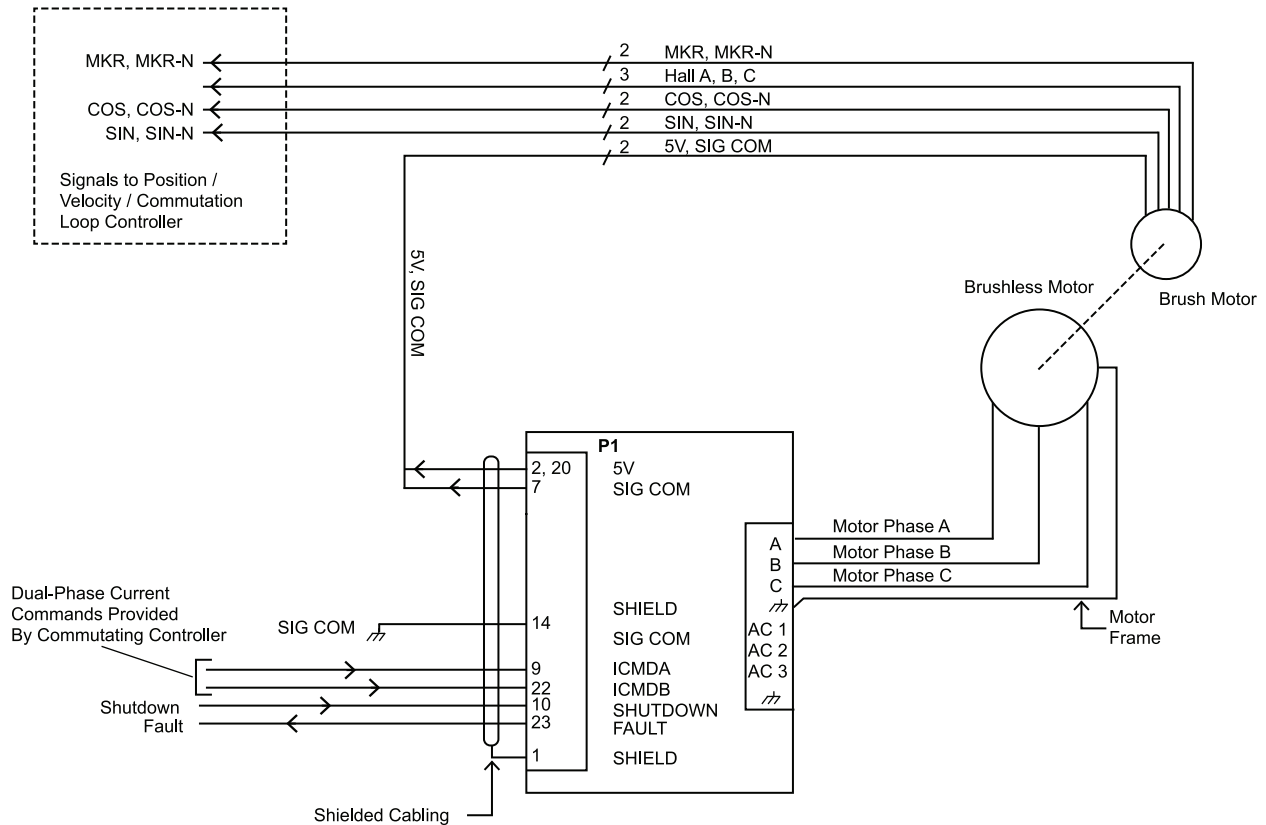 MKR, MKR-N
2 MKR, MKR-N
3 Hall A, B, C
COS, COS-N
2 COS, COS-N
SIN, SIN-N
2 SIN, SIN-N
2 5V, SIG COM
Signals to Position /
Velocity / Commutation
Loop Controller
5V, SIG COM
Brushless Motor
Brush Motor
P1
2, 20 5V
7 SIG COM
Motor Phase A
A
Motor Phase B
B
Motor Phase C
C
Dual-Phase Current
Commands Provided
By Commutating Controller
SHIELD
SIG COM
14
SIG COM
Motor
Frame
AC 1
AC 2
AC 3
9 ICMDA
22 ICMDB
Shutdown
10 SHUTDOWN
Fault
23 FAULT
1 SHIELD
Shielded Cabling